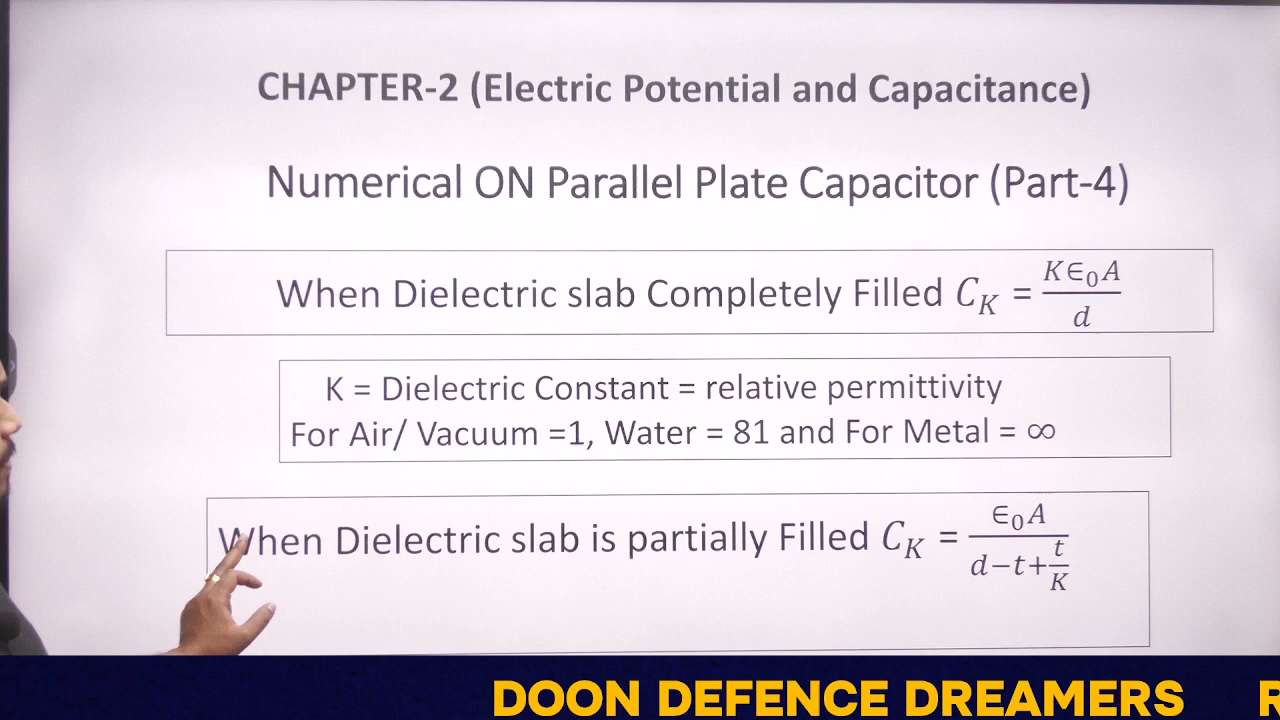 CHAPTER-2 (Electric Potential and Capacitance)
Numerical ON Parallel Plate Capacitor (Part-4)
When Dielectric slab Completely Filled C_K = K∈₀A/d
K = Dielectric Constant = relative permittivity
For Air/ Vacuum =1, Water = 81 and For Metal = ∞
When Dielectric slab is partially Filled C_K = ∈₀A/(d−t+t/K)
DOON DEFENCE DREAMERS R